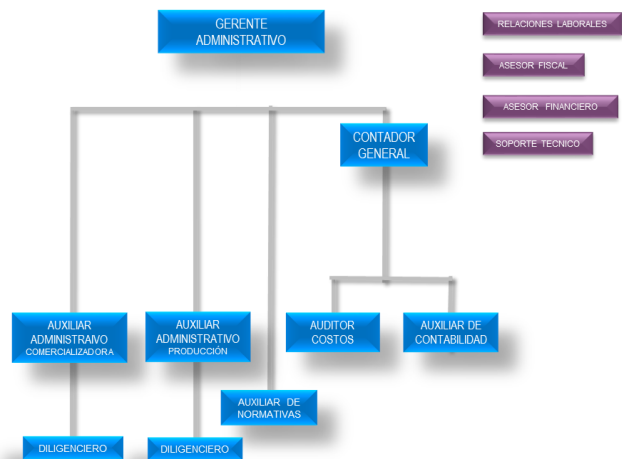 GERENTE
ADMINISTRATIVO
RELACIONES LABORALES
ASESOR FISCAL
ASESOR FINANCIERO
SOPORTE TECNICO
CONTADOR
GENERAL
AUXILIAR
ADMINISTRAIVO
COMERCIALIZADORA
AUXILIAR
ADMINISTRATIVO
PRODUCCIÓN
AUDITOR
COSTOS
AUXILIAR DE
CONTABILIDAD
AUXILIAR DE
NORMATIVAS
DILIGENCIERO
DILIGENCIERO